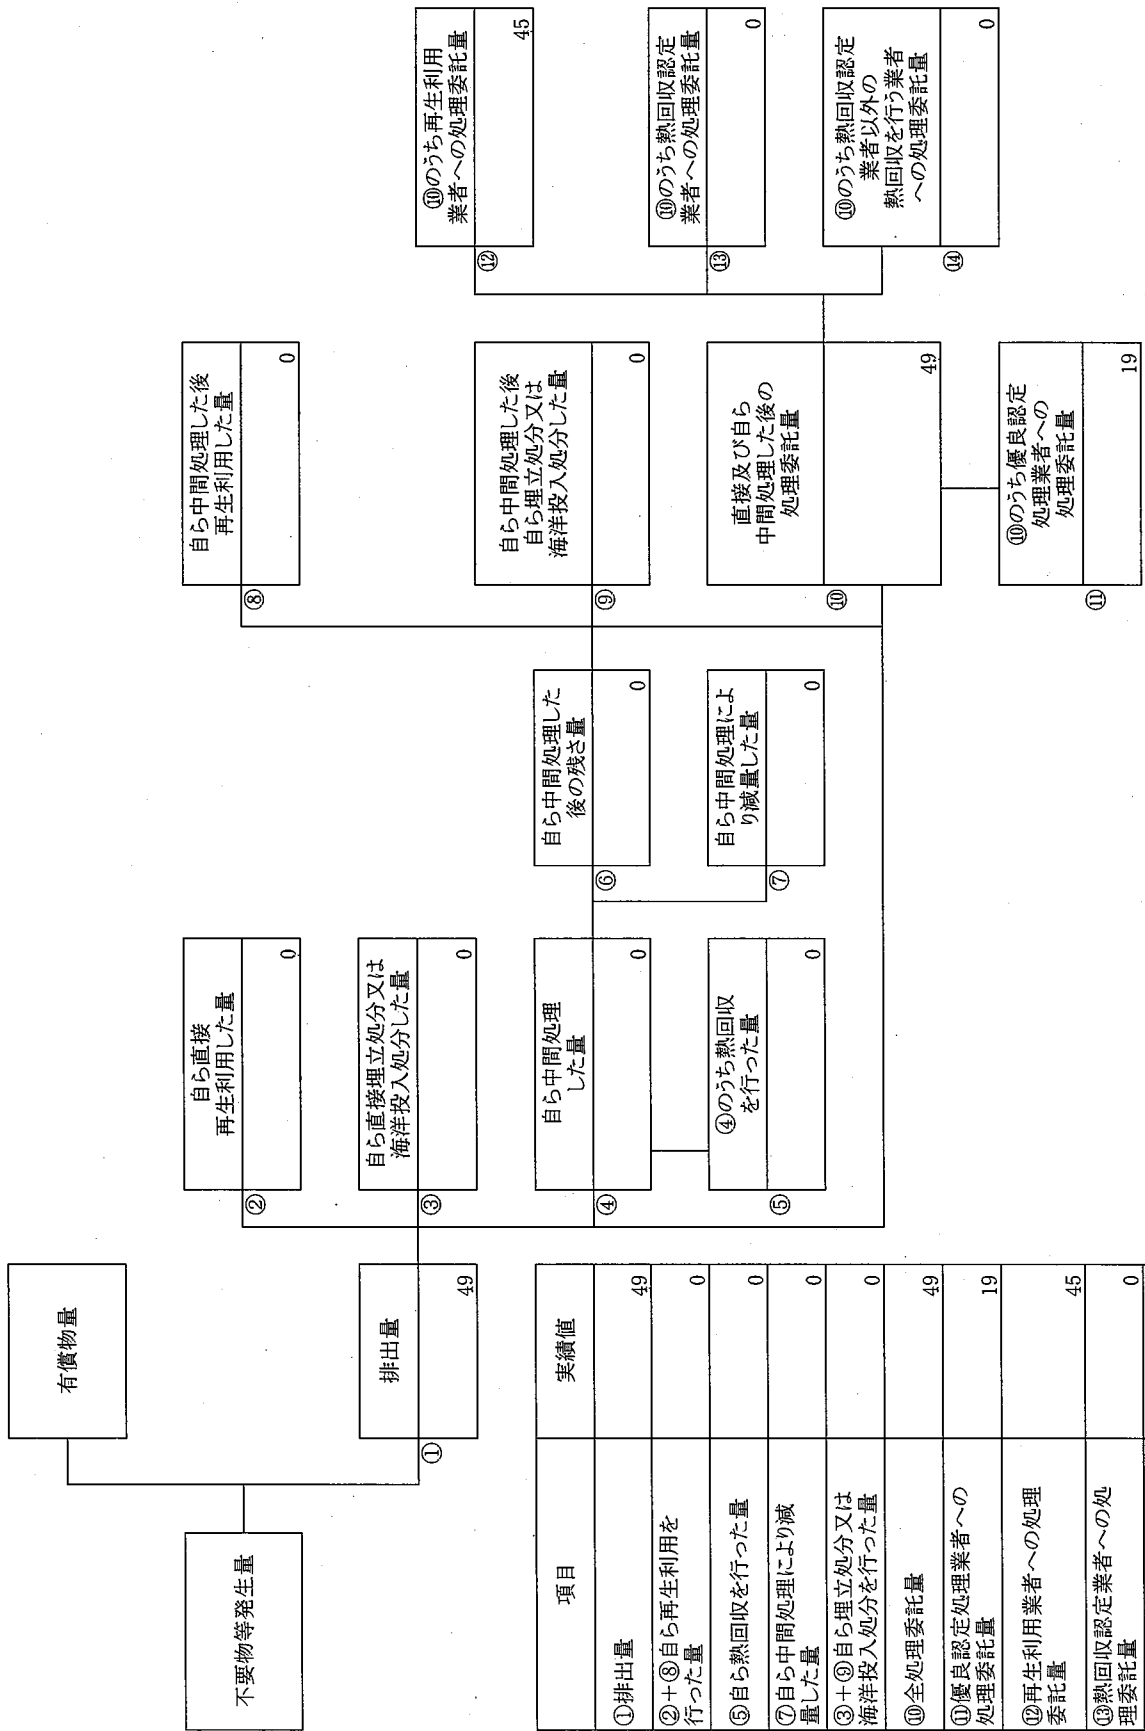 不要物等発生量
有償物量
①
排出量
49
②
自ら直接
再生利用した量
0
③
自ら直接埋立処分又は
海洋投入処分した量
0
④
自ら中間処理
した量
0
⑤
④のうち熱回収
を行った量
0
⑥
自ら中間処理した
後の残さ量
0
⑦
自ら中間処理によ
り減量した量
0
⑧
自ら中間処理した後
再生利用した量
0
⑨
自ら中間処理した後
自ら埋立処分又は
海洋投入処分した量
0
⑩
直接及び自ら
中間処理した後の
処理委託量
49
⑪
⑩のうち優良認定
処理業者への
処理委託量
19
⑫
⑩のうち再生利用
業者への処理委託量
45
⑬
⑩のうち熱回収認定
業者への処理委託量
0
⑭
⑩のうち熱回収認定
業者以外の
熱回収を行う業者
への処理委託量
0
項目 実績値
①排出量 49
②+⑧自ら再生利用を
行った量 0
⑤自ら熱回収を行った量 0
⑦自ら中間処理により減
量した量 0
③+⑨自ら埋立処分又は
海洋投入処分を行った量 0
⑩全処理委託量 49
⑪優良認定処理業者への
処理委託量 19
⑫再生利用業者への処理
委託量 45
⑬熱回収認定業者への処
理委託量 0